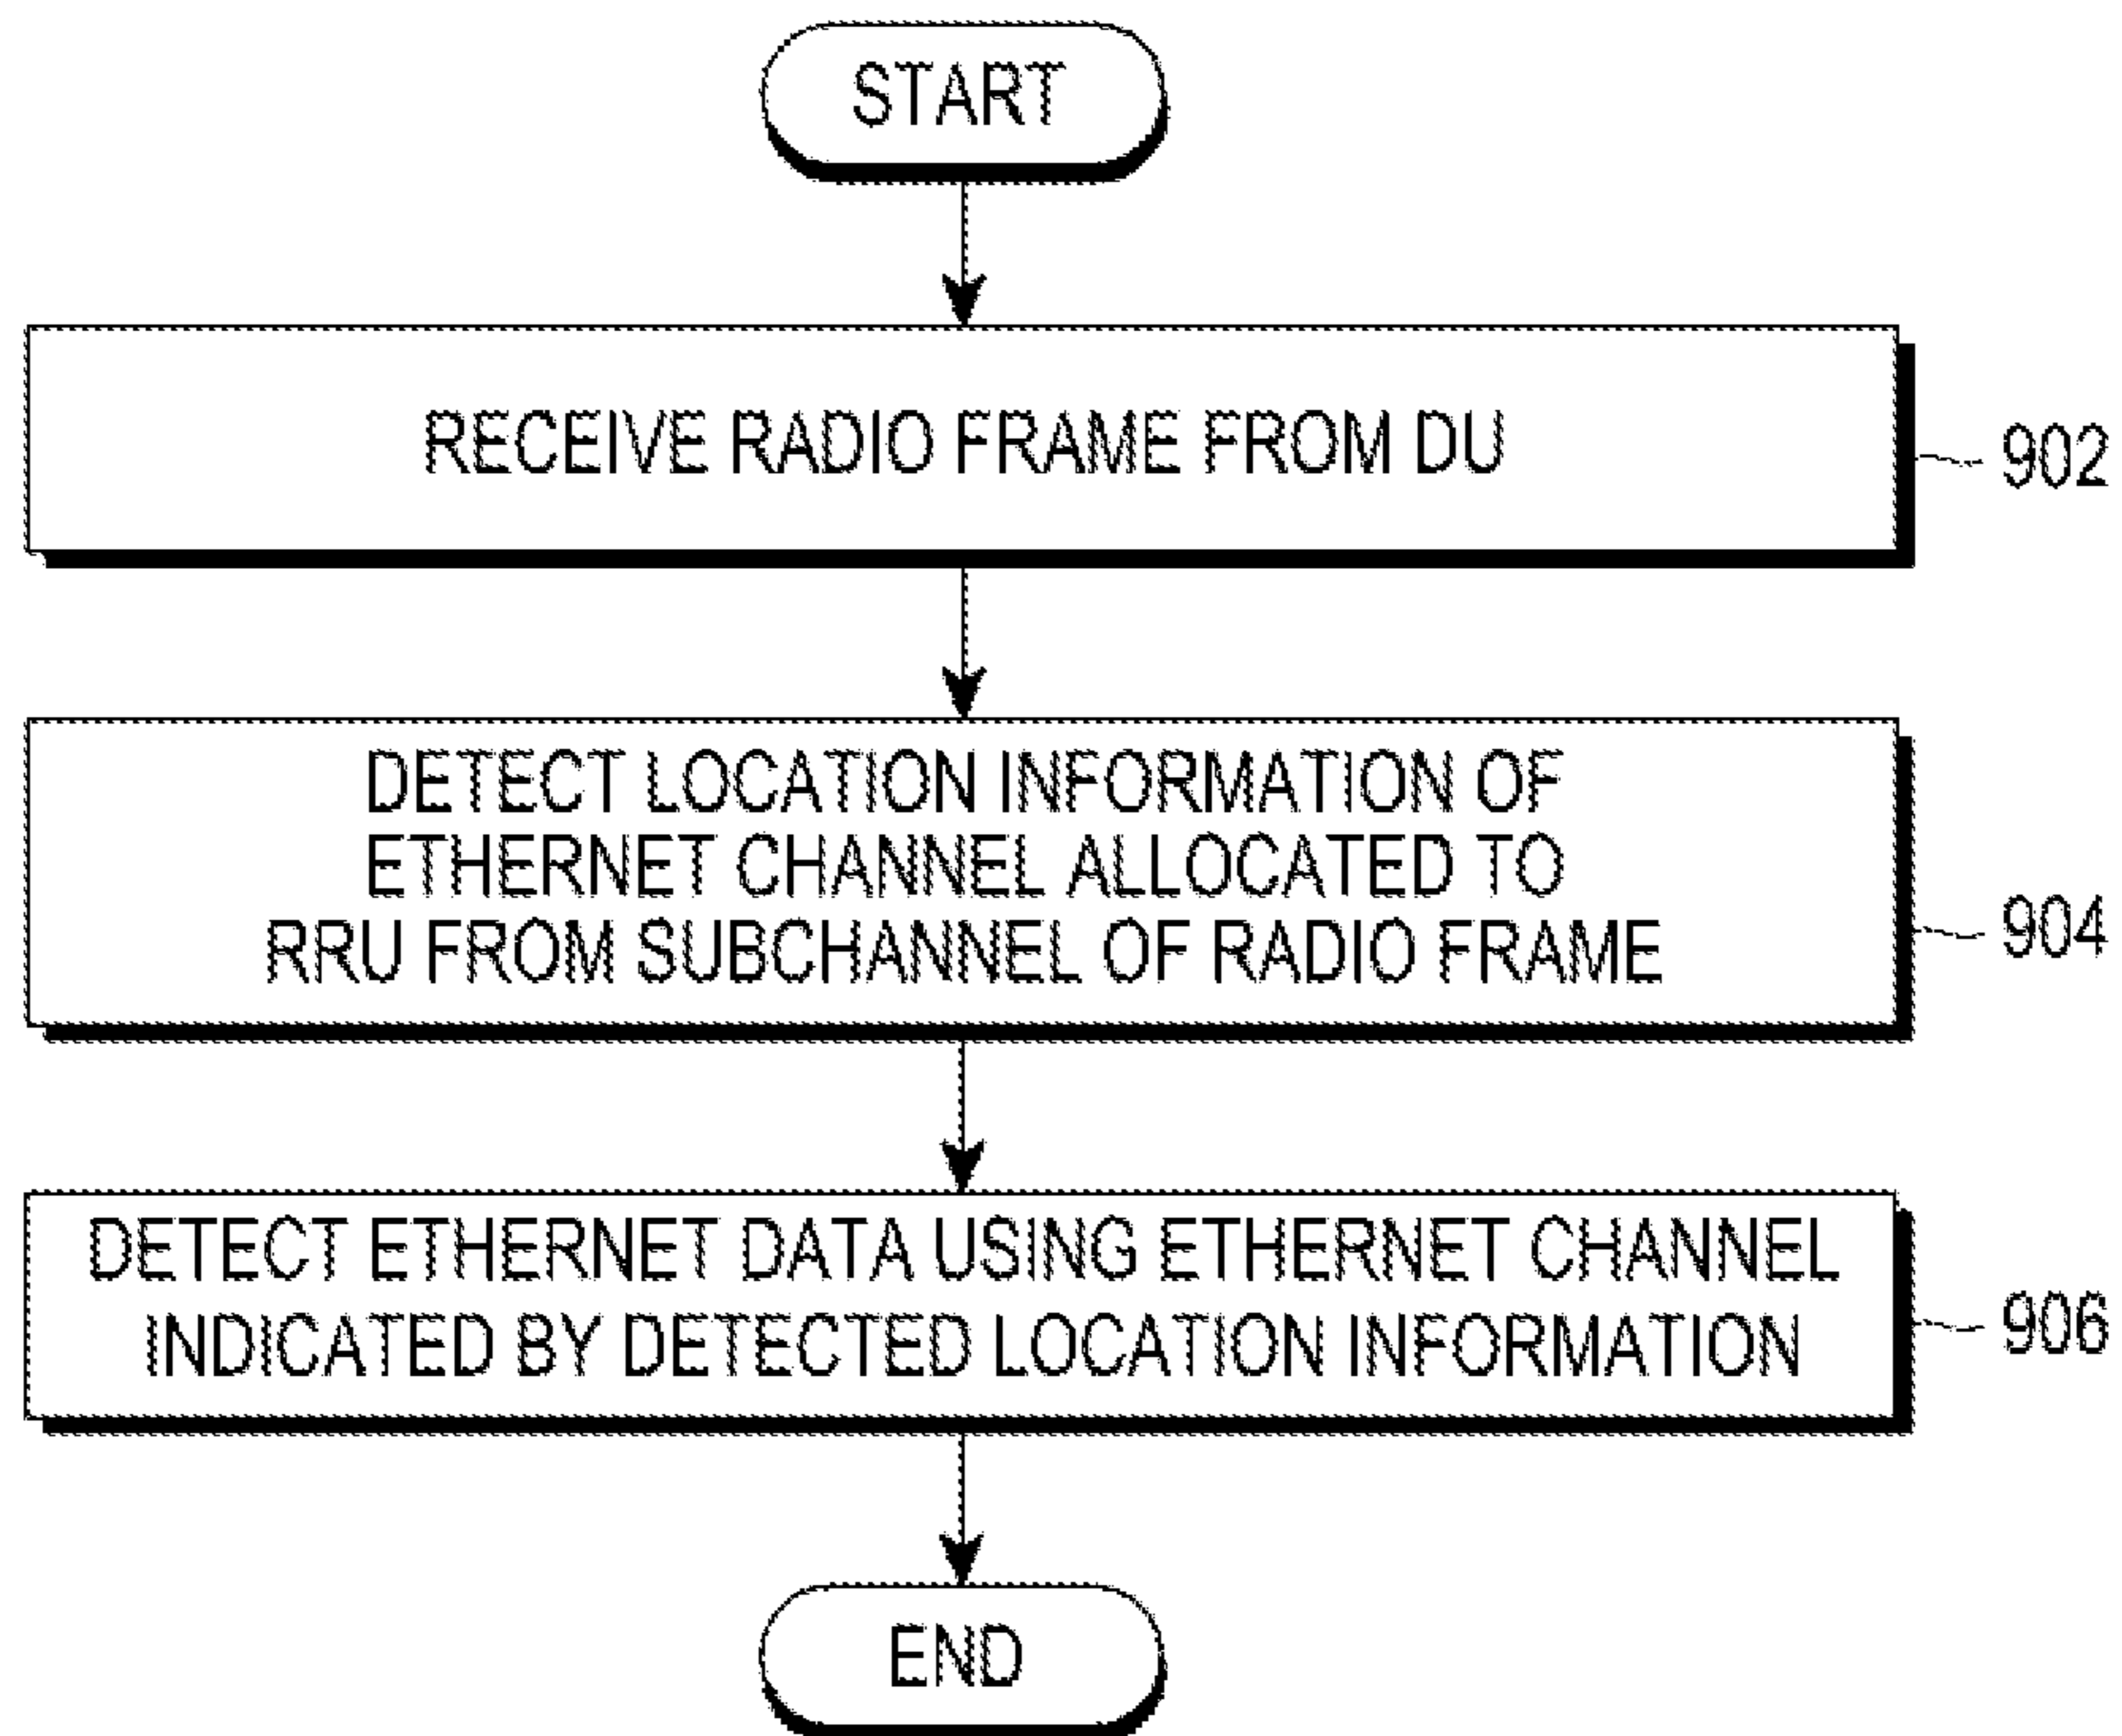 START
RECEIVE RADIO FRAME FROM DU
902
DETECT LOCATION INFORMATION OF
ETHERNET CHANNEL ALLOCATED TO
RRU FROM SUBCHANNEL OF RADIO FRAME
904
DETECT ETHERNET DATA USING ETHERNET CHANNEL
INDICATED BY DETECTED LOCATION INFORMATION
906
END